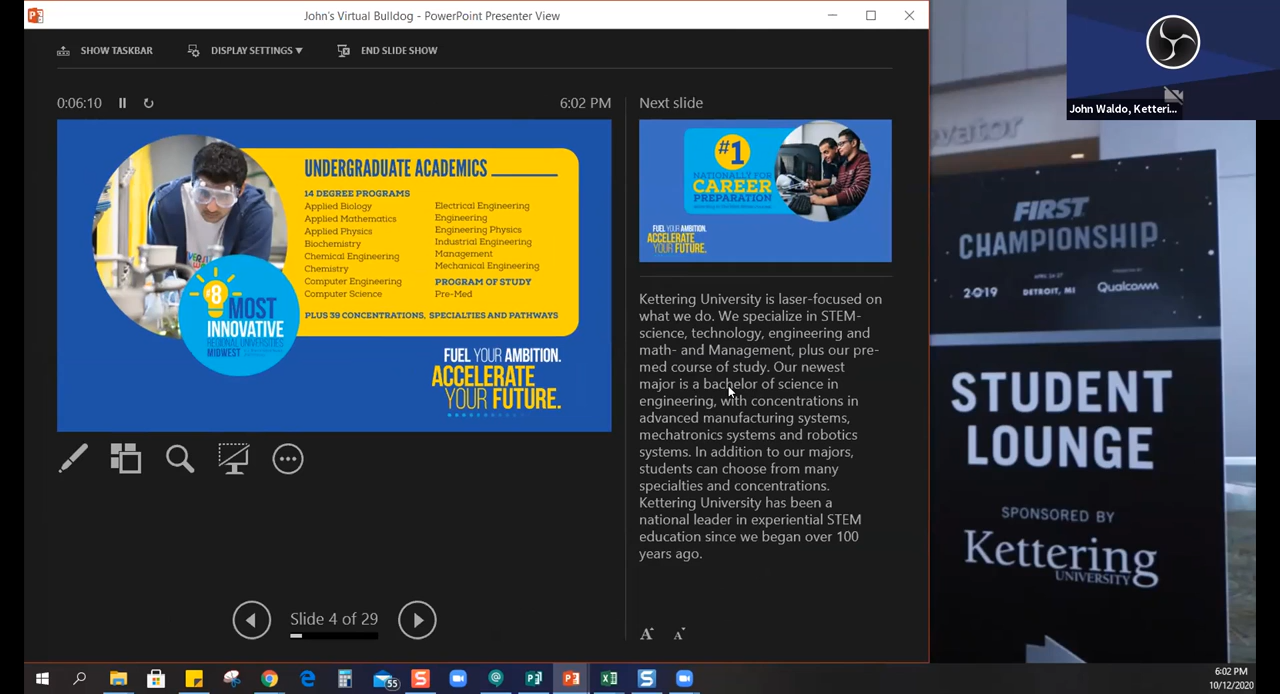 John's Virtual Bulldog - PowerPoint Presenter View
SHOW TASKBAR
DISPLAY SETTINGS ▾
END SLIDE SHOW
0:06:10
6:02 PM
UNDERGRADUATE ACADEMICS
14 DEGREE PROGRAMS
Applied Biology
Applied Mathematics
Applied Physics
Biochemistry
Chemical Engineering
Chemistry
Computer Engineering
Computer Science
Electrical Engineering
Engineering
Engineering Physics
Industrial Engineering
Management
Mechanical Engineering
PROGRAM OF STUDY
Pre-Med
PLUS 39 CONCENTRATIONS, SPECIALTIES AND PATHWAYS
8
MOST
INNOVATIVE
REGIONAL UNIVERSITIES
MIDWEST
FUEL YOUR AMBITION.
ACCELERATE
YOUR FUTURE.
Next slide
#1
NATIONALLY FOR
CAREER
PREPARATION
FUEL YOUR AMBITION.
ACCELERATE
YOUR FUTURE.
Kettering University is laser-focused on
what we do. We specialize in STEM-
science, technology, engineering and
math- and Management, plus our pre-
med course of study. Our newest
major is a bachelor of science in
engineering, with concentrations in
advanced manufacturing systems,
mechatronics systems and robotics
systems. In addition to our majors,
students can choose from many
specialties and concentrations.
Kettering University has been a
national leader in experiential STEM
education since we began over 100
years ago.
Slide 4 of 29
A A
John Waldo, Ketteri...
FIRST
CHAMPIONSHIP
APRIL 24-27
2019
DETROIT, MI
PRESENTED BY
Qualcomm
STUDENT
LOUNGE
SPONSORED BY
Kettering
UNIVERSITY
55
6:02 PM
10/12/2020